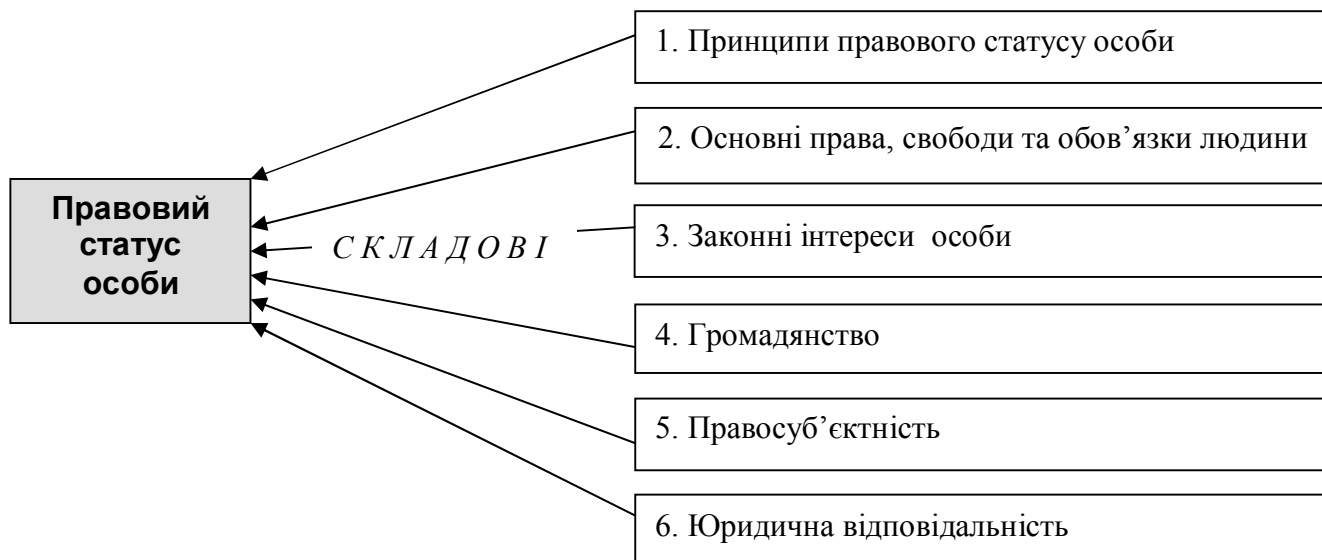 1. Принципи правового статусу особи
2. Основні права, свободи та обов’язки людини
Правовий
статус
особи
С К Л А Д О В І
3. Законні інтереси особи
4. Громадянство
5. Правосуб’єктність
6. Юридична відповідальність